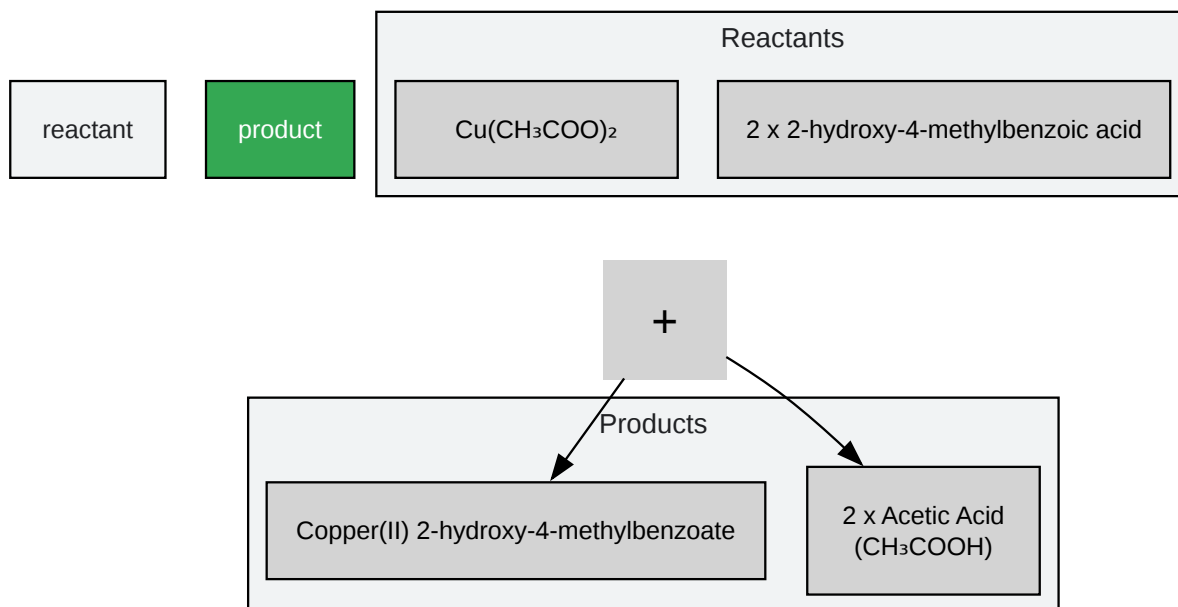 Reactants
reactant
product
Cu(CH₃COO)₂
2 x 2-hydroxy-4-methylbenzoic acid
+
Products
Copper(II) 2-hydroxy-4-methylbenzoate
2 x Acetic Acid
(CH₃COOH)